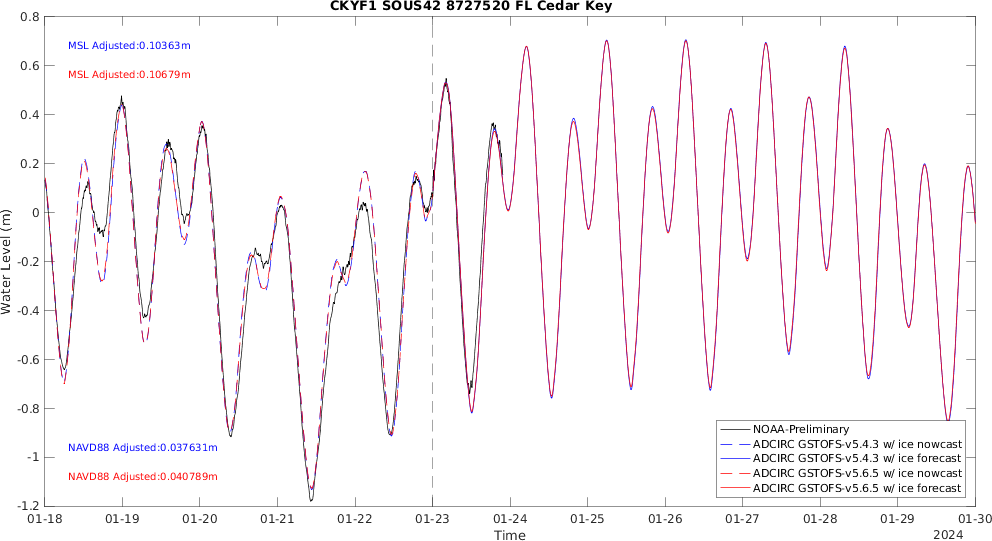 CKYF1 SOUS42 8727520 FL Cedar Key
0.8
0.6
0.4
0.2
0
-0.2
-0.4
-0.6
-0.8
-1
-1.2
Water Level (m)
MSL Adjusted:0.10363m
MSL Adjusted:0.10679m
NAVD88 Adjusted:0.037631m
NAVD88 Adjusted:0.040789m
NOAA-Preliminary
ADCIRC GSTOFS-v5.4.3 w/ ice nowcast
ADCIRC GSTOFS-v5.4.3 w/ ice forecast
ADCIRC GSTOFS-v5.6.5 w/ ice nowcast
ADCIRC GSTOFS-v5.6.5 w/ ice forecast
01-18 01-19 01-20 01-21 01-22 01-23 01-24 01-25 01-26 01-27 01-28 01-29 01-30
Time
2024